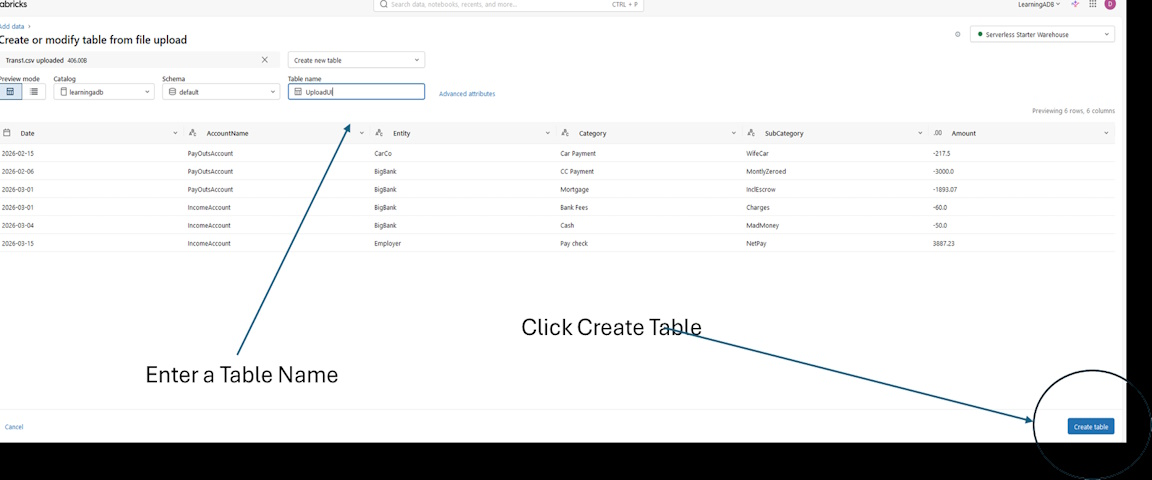 abricks
Search data, notebooks, recents, and more...
CTRL + P
LearningADB
D
Add data ›
Create or modify table from file upload
Serverless Starter Warehouse
Trans1.csv uploaded 406.00B
Create new table
Preview mode Catalog Schema Table name
learningadb default UploadUI Advanced attributes
Previewing 6 rows, 6 columns
Date AccountName Entity Category SubCategory .00 Amount
2026-02-15 PayOutsAccount CarCo Car Payment WifeCar -217.5
2026-02-06 PayOutsAccount BigBank CC Payment MontlyZeroed -3000.0
2026-03-01 PayOutsAccount BigBank Mortgage InclEscrow -1893.07
2026-03-01 IncomeAccount BigBank Bank Fees Charges -60.0
2026-03-04 IncomeAccount BigBank Cash MadMoney -50.0
2026-03-15 IncomeAccount Employer Pay check NetPay 3887.23
Click Create Table
Enter a Table Name
Cancel
Create table